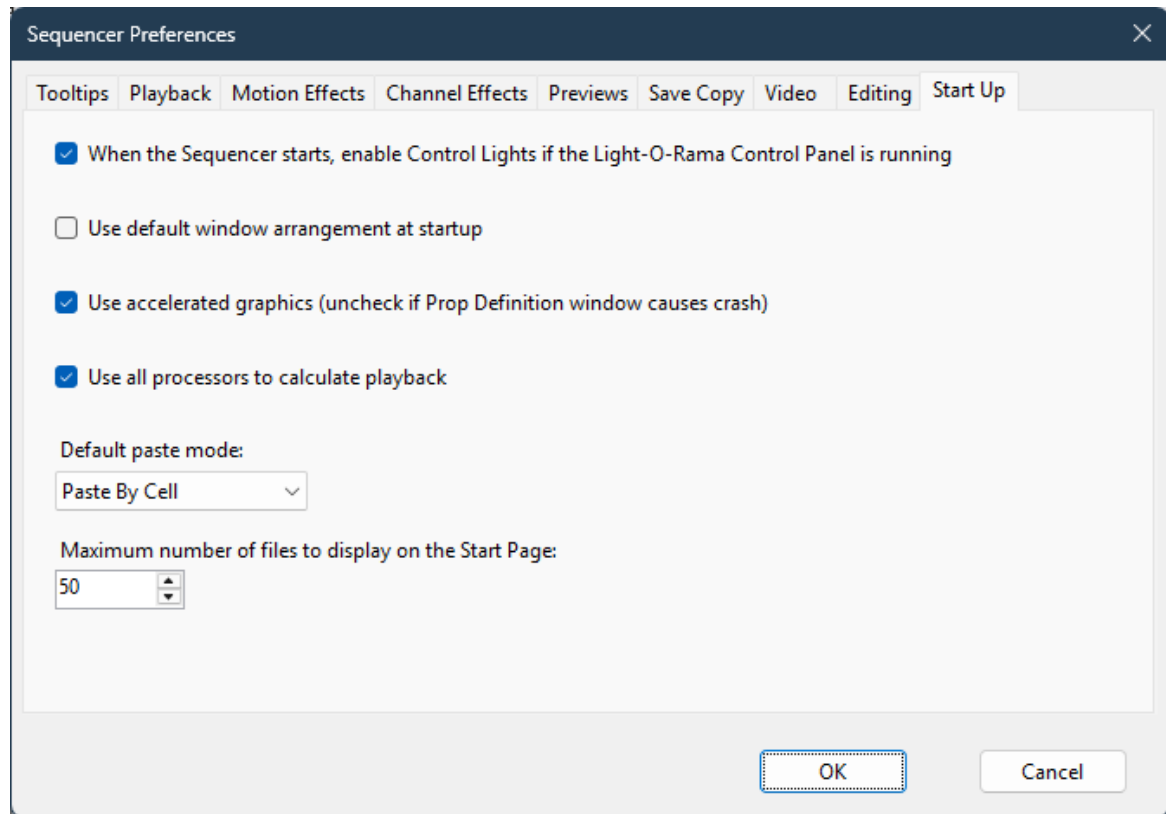 Sequencer Preferences
Tooltips Playback Motion Effects Channel Effects Previews Save Copy Video Editing Start Up
When the Sequencer starts, enable Control Lights if the Light-O-Rama Control Panel is running
Use default window arrangement at startup
Use accelerated graphics (uncheck if Prop Definition window causes crash)
Use all processors to calculate playback
Default paste mode:
Paste By Cell
Maximum number of files to display on the Start Page:
50
OK Cancel